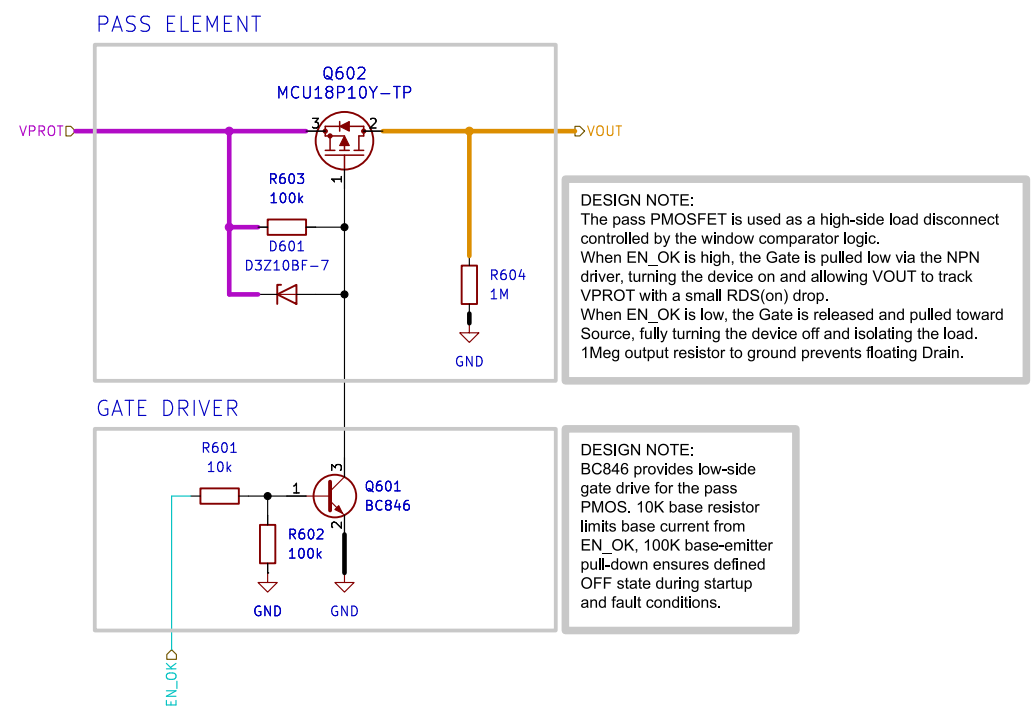 PASS ELEMENT
Q602
MCU18P10Y-TP
VPROT
3
2
VOUT
1
R603
100k
D601
D3Z10BF-7
R604
1M
GND
DESIGN NOTE:
The pass PMOSFET is used as a high-side load disconnect
controlled by the window comparator logic.
When EN_OK is high, the Gate is pulled low via the NPN
driver, turning the device on and allowing VOUT to track
VPROT with a small RDS(on) drop.
When EN_OK is low, the Gate is released and pulled toward
Source, fully turning the device off and isolating the load.
1Meg output resistor to ground prevents floating Drain.
GATE DRIVER
R601
10k
3
1
Q601
BC846
2
R602
100k
GND
GND
EN_OK
DESIGN NOTE:
BC846 provides low-side
gate drive for the pass
PMOS. 10K base resistor
limits base current from
EN_OK, 100K base-emitter
pull-down ensures defined
OFF state during startup
and fault conditions.